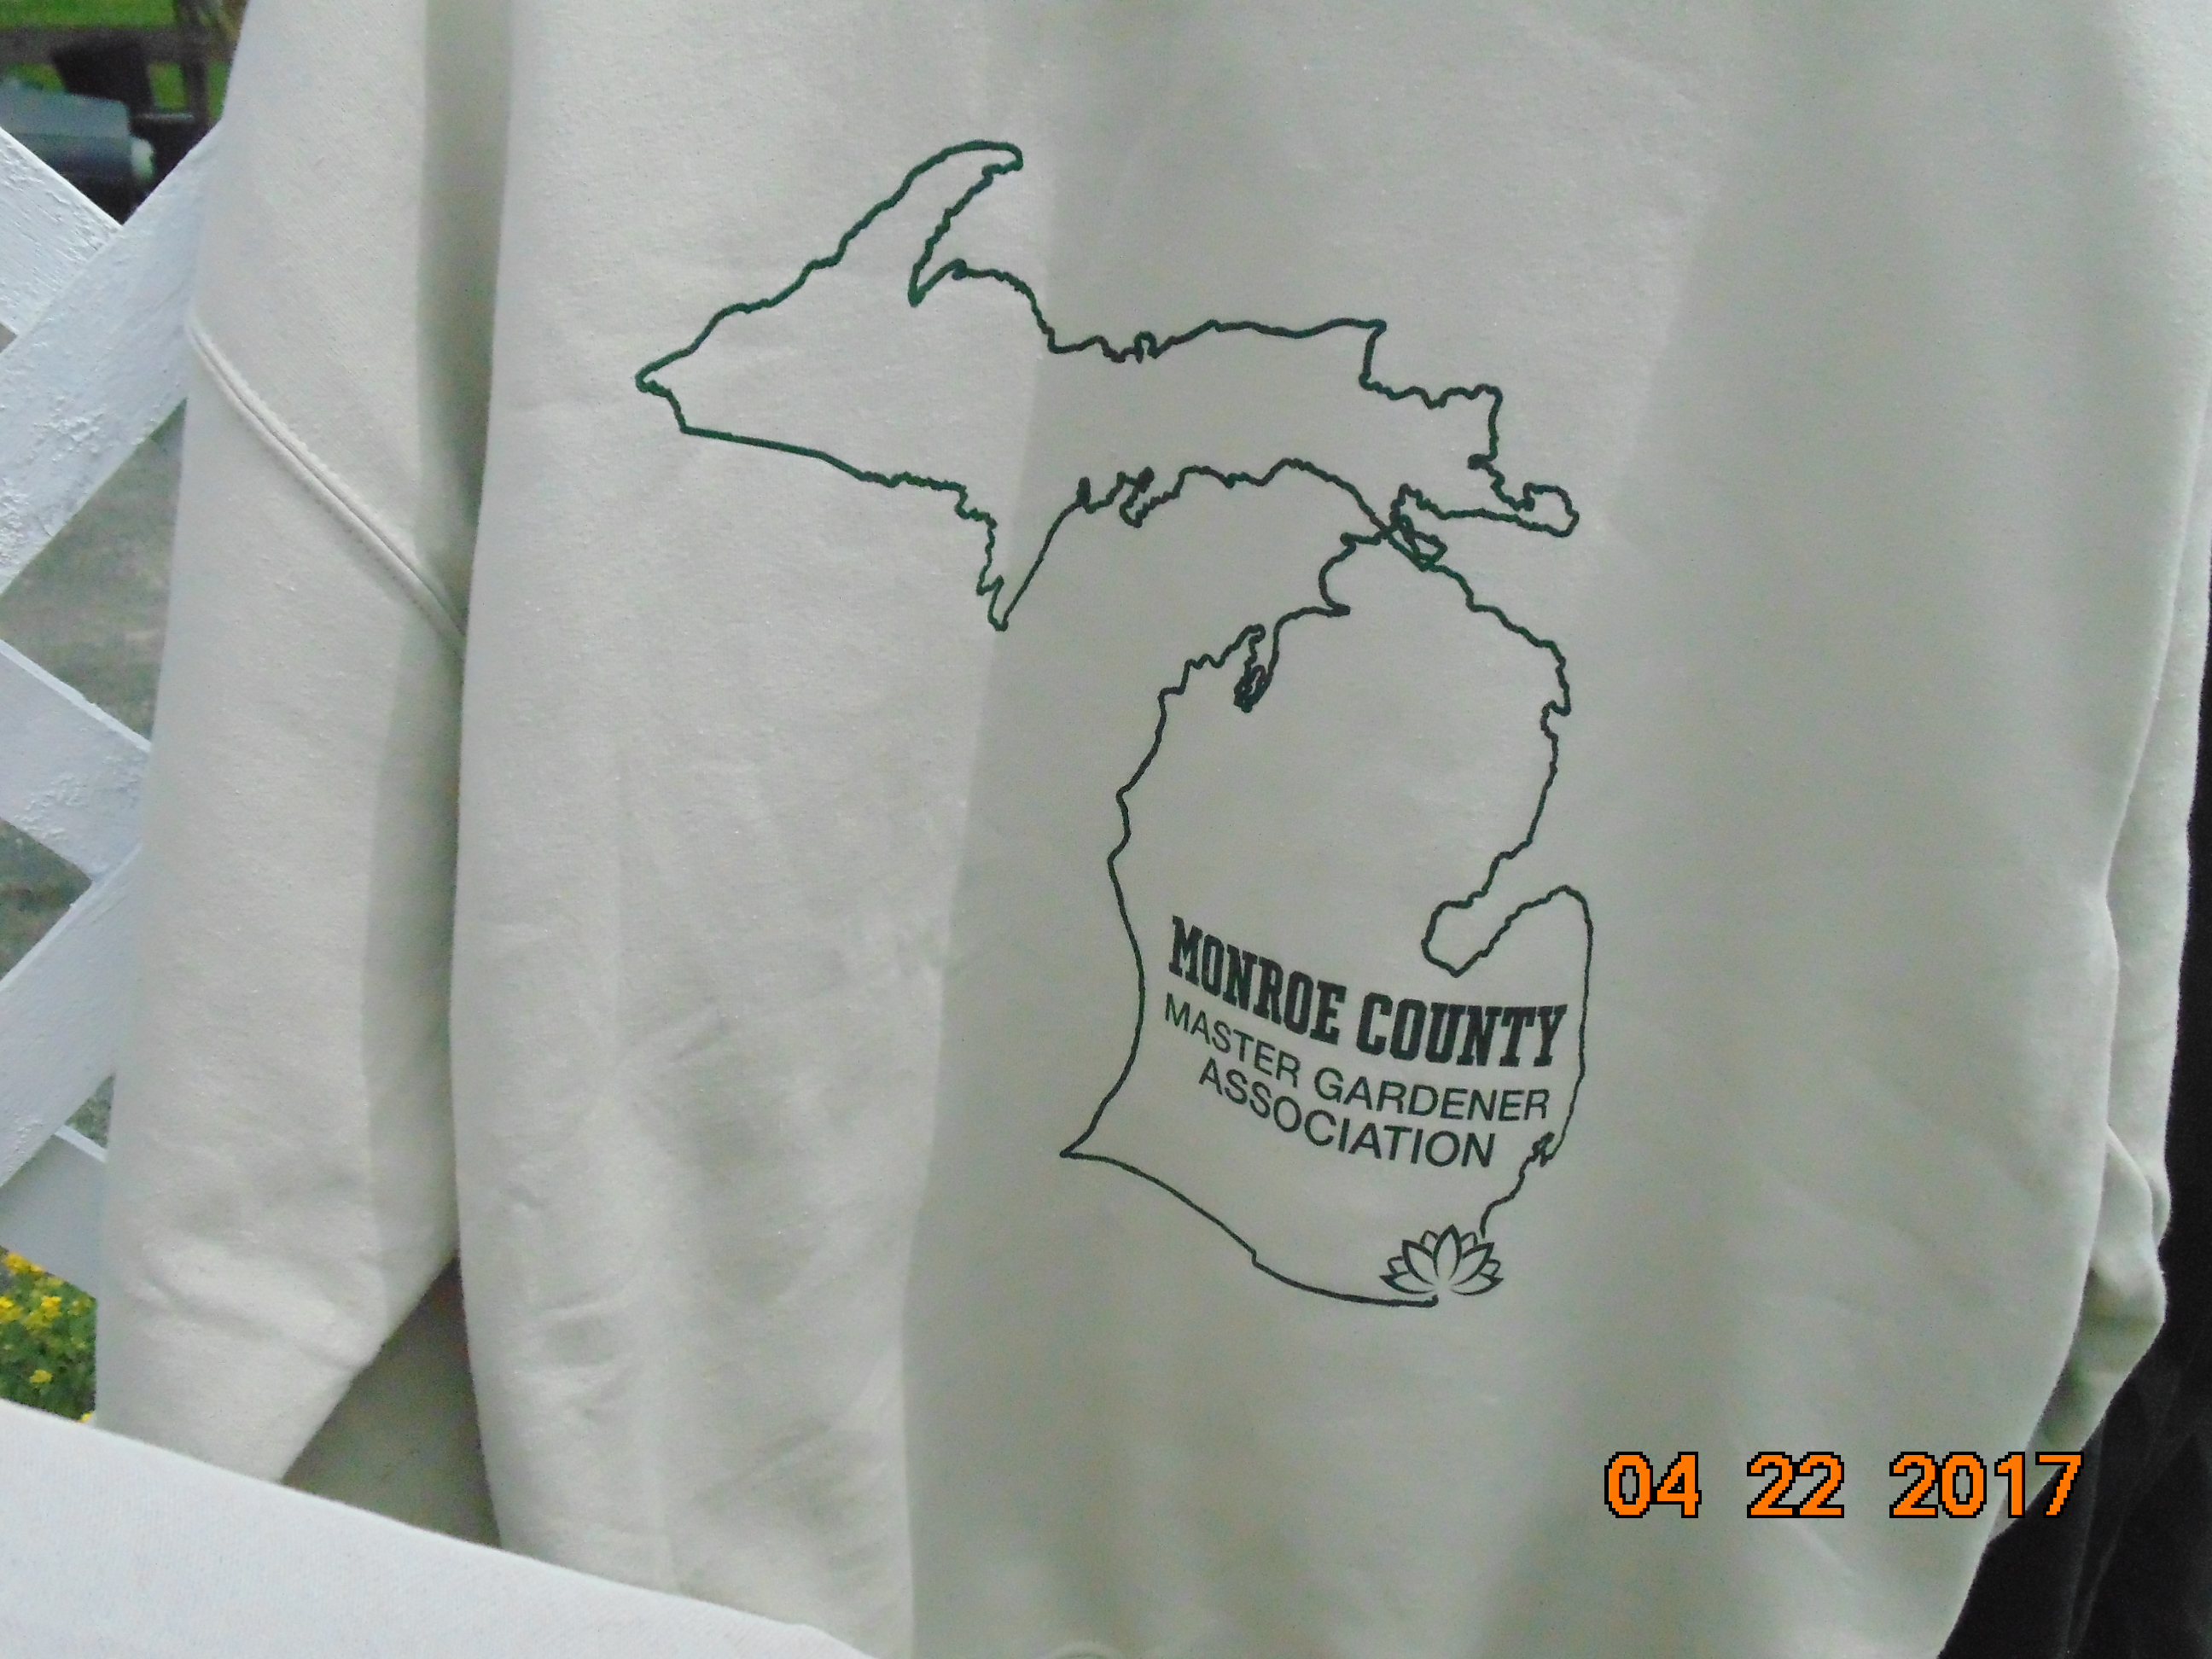 MONROE COUNTY
MASTER GARDENER
ASSOCIATION
04 22 2017